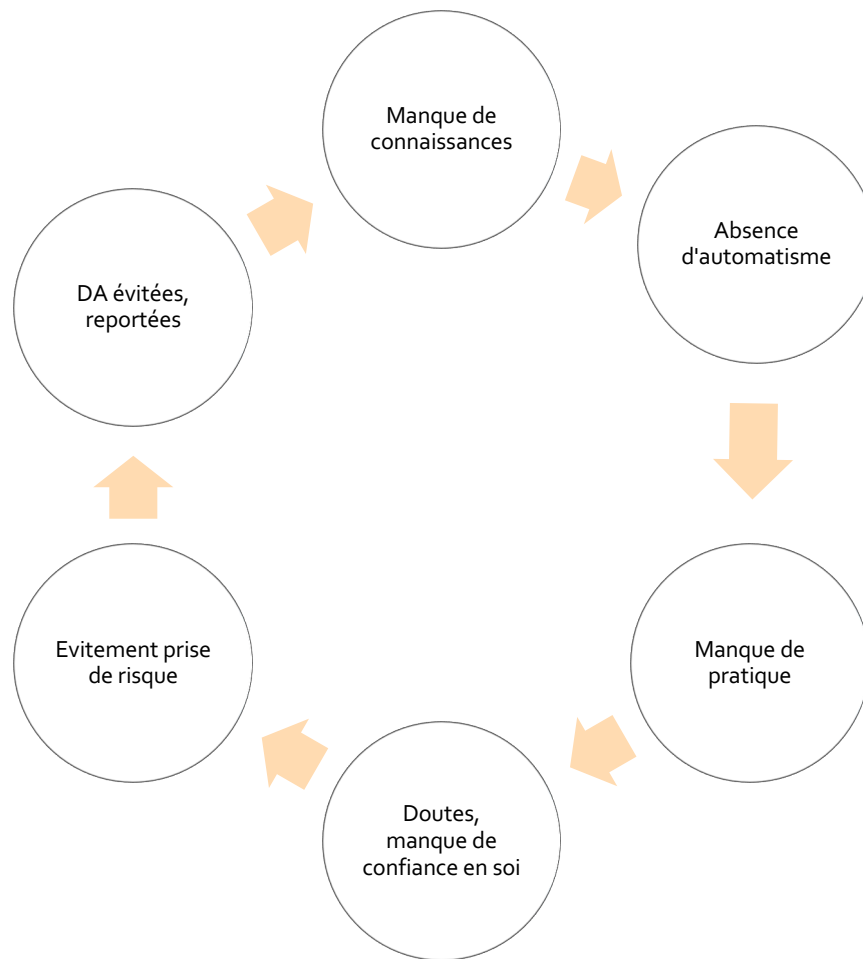 Manque de
connaissances
Absence
d'automatisme
Manque de
pratique
Doutes,
manque de
confiance en soi
Evitement prise
de risque
DA évitées,
reportées